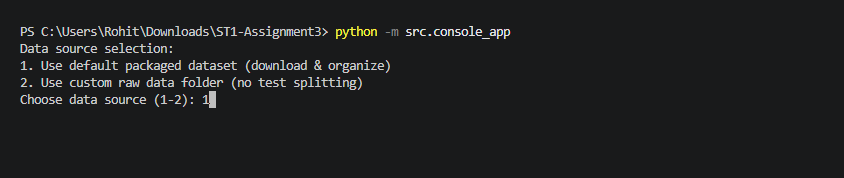 PS C:\Users\Rohit\Downloads\ST1-Assignment3> python -m src.console_app
Data source selection:
1. Use default packaged dataset (download & organize)
2. Use custom raw data folder (no test splitting)
Choose data source (1-2): 1